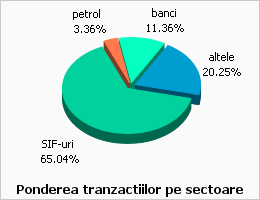 petrol
3.36%
banci
11.36%
altele
20.25%
SIF-uri
65.04%
Ponderea tranzactiilor pe sectoare